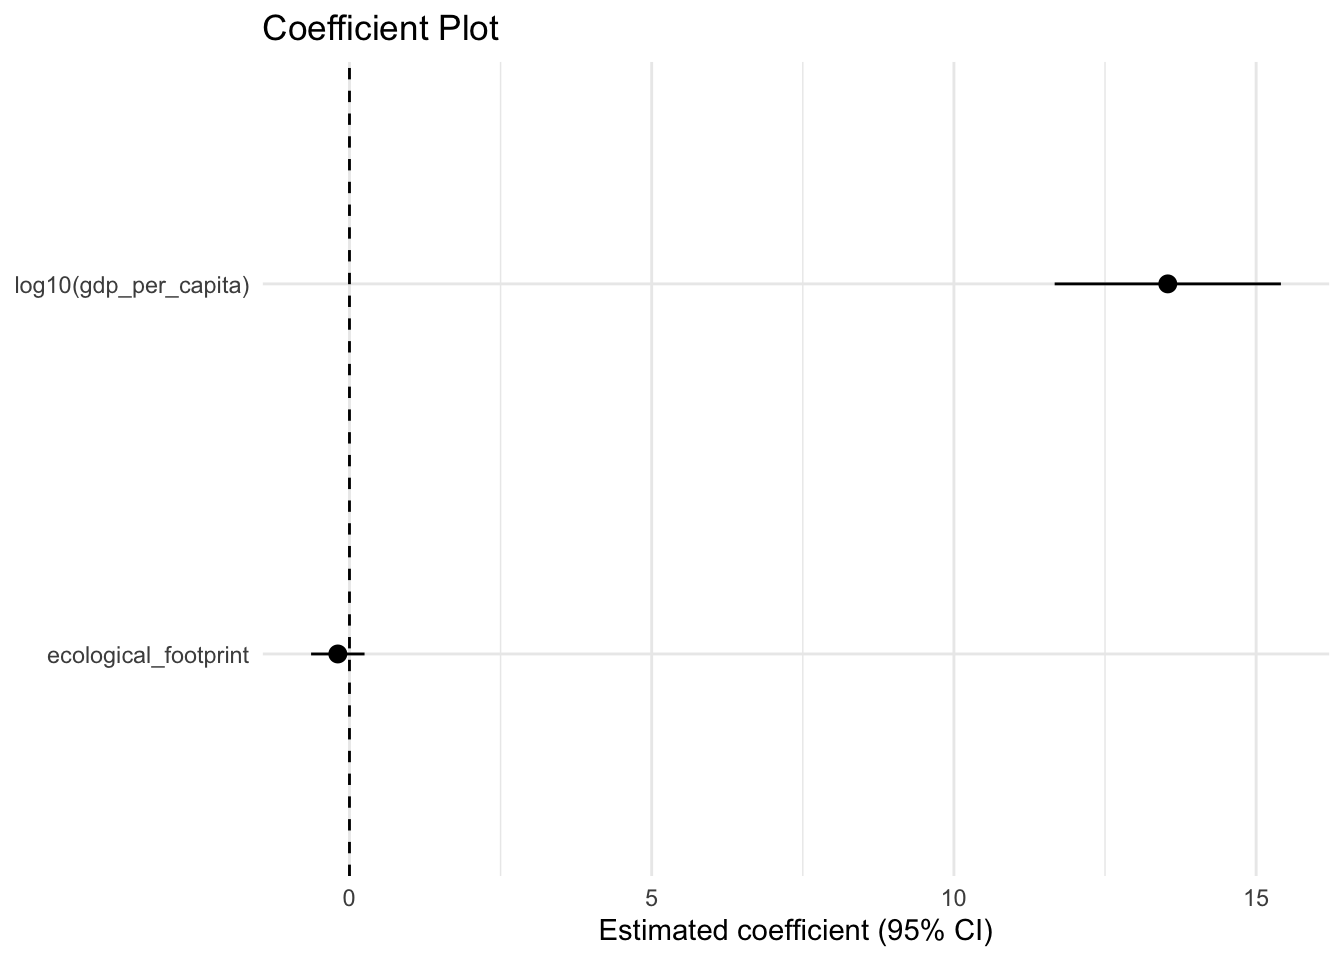 Coefficient Plot
log10(gdp_per_capita)
ecological_footprint
0 5 10 15
Estimated coefficient (95% CI)